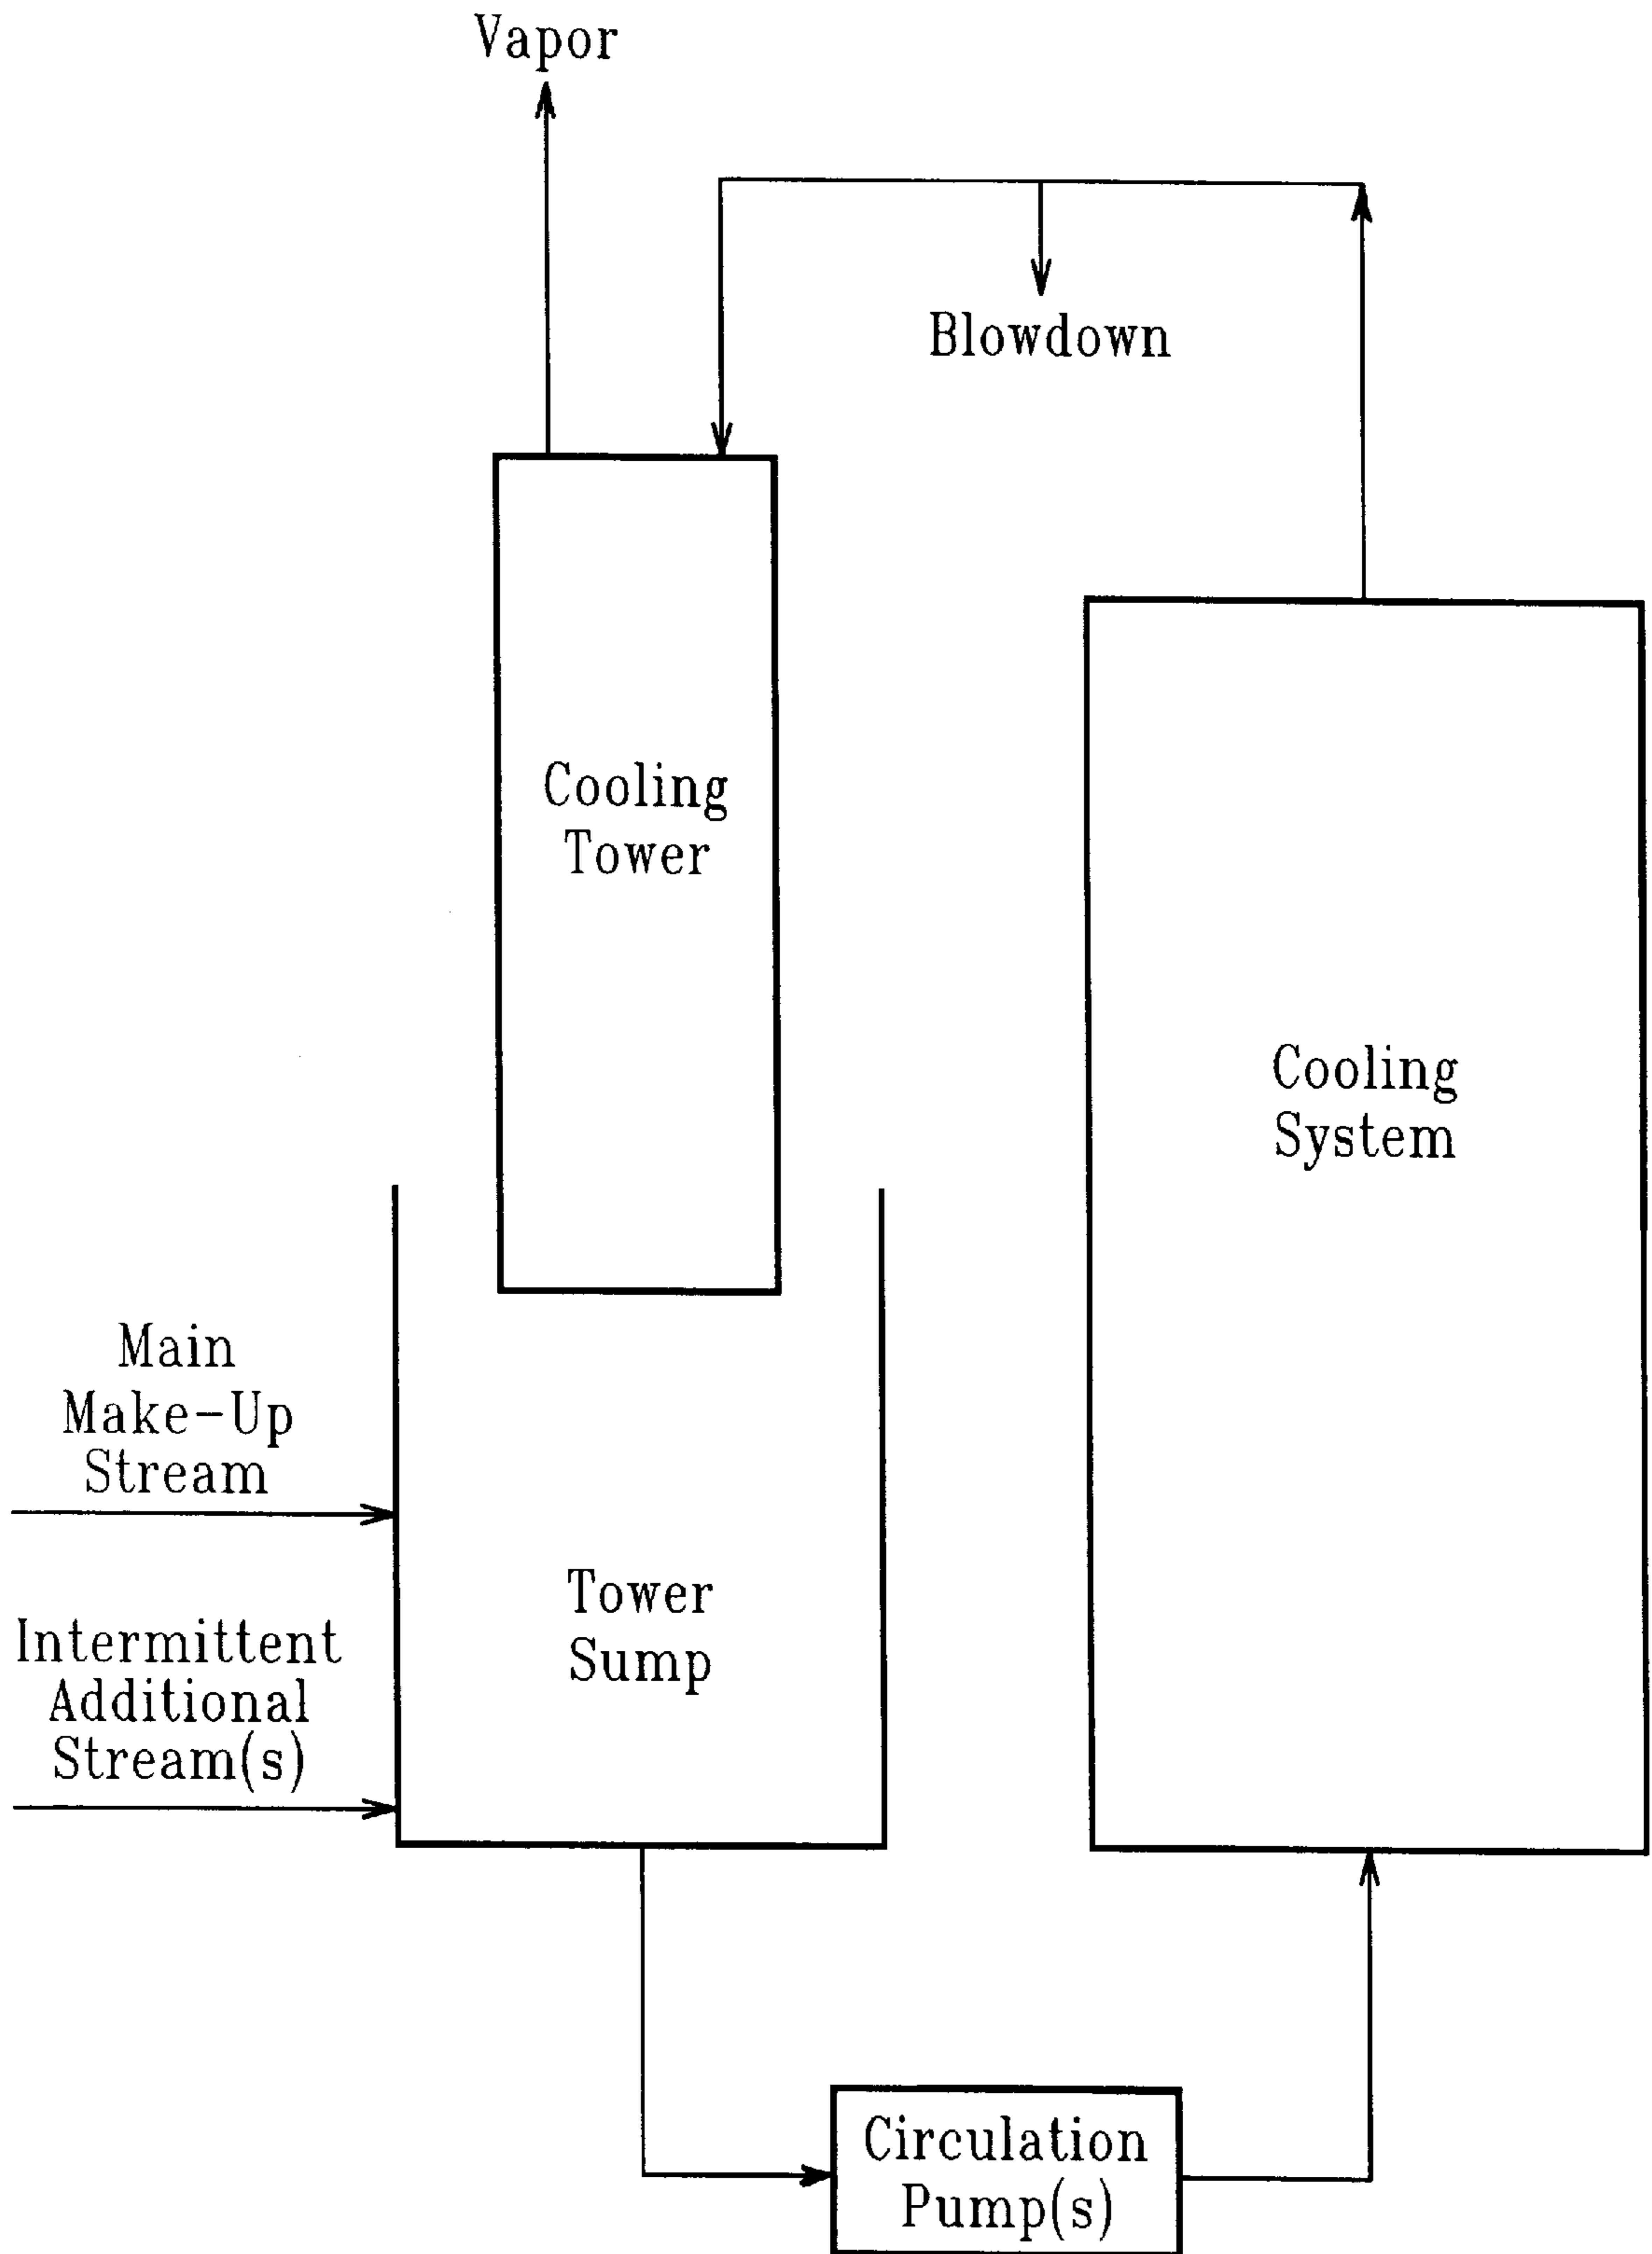 Vapor
Blowdown
Cooling
Tower
Cooling
System
Main
Make-Up
Stream
Tower
Sump
Intermittent
Additional
Stream(s)
Circulation
Pump(s)